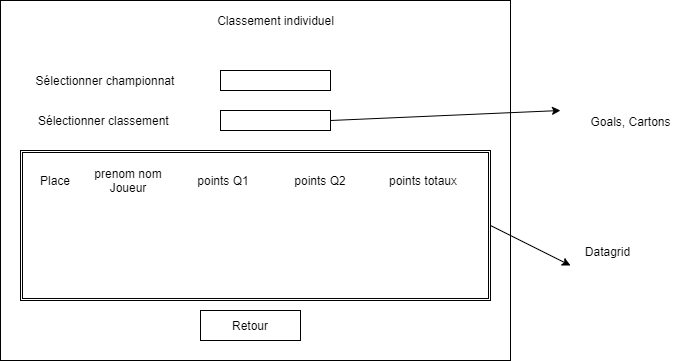 Classement individuel
Sélectionner championnat
Sélectionner classement
Goals, Cartons
Place
prenom nom
Joueur
points Q1
points Q2
points totaux
Datagrid
Retour